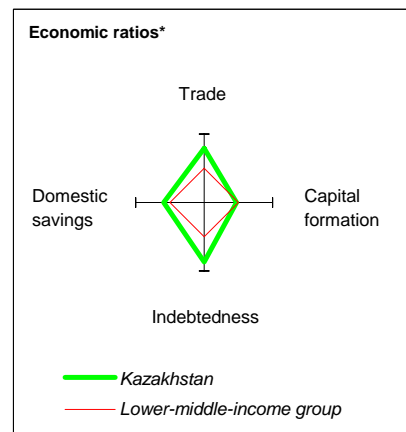 Economic ratios*
Trade
Domestic
savings
Capital
formation
Indebtedness
Kazakhstan
Lower-middle-income group